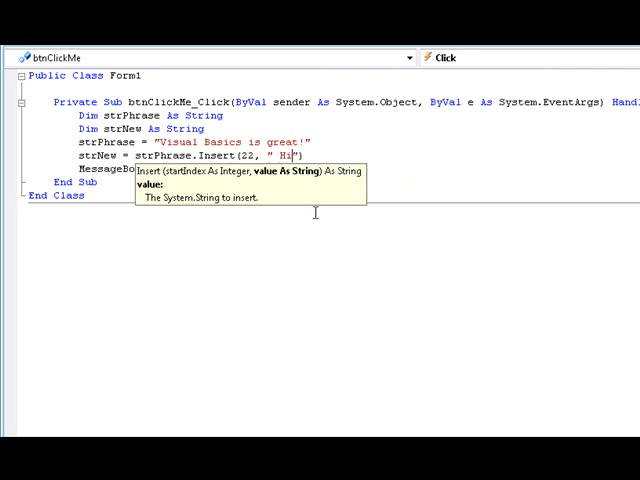 btnClickMe Click
Public Class Form1
Private Sub btnClickMe_Click(ByVal sender As System.Object, ByVal e As System.EventArgs) Handl
Dim strPhrase As String
Dim strNew As String
strPhrase = "Visual Basics is great!"
strNew = strPhrase.Insert(22, " Hi")
MessageBo
Insert (startIndex As Integer, value As String) As String
value:
The System.String to insert.
End Sub
End Class